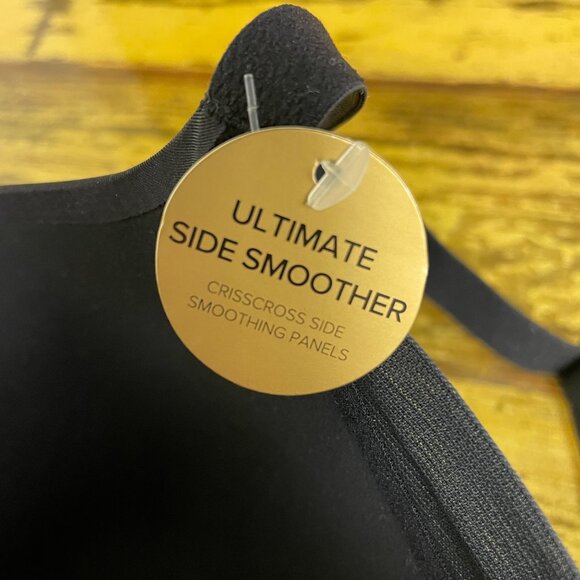 ULTIMATE
SIDE SMOOTHER
CRISSCROSS SIDE
SMOOTHING PANELS